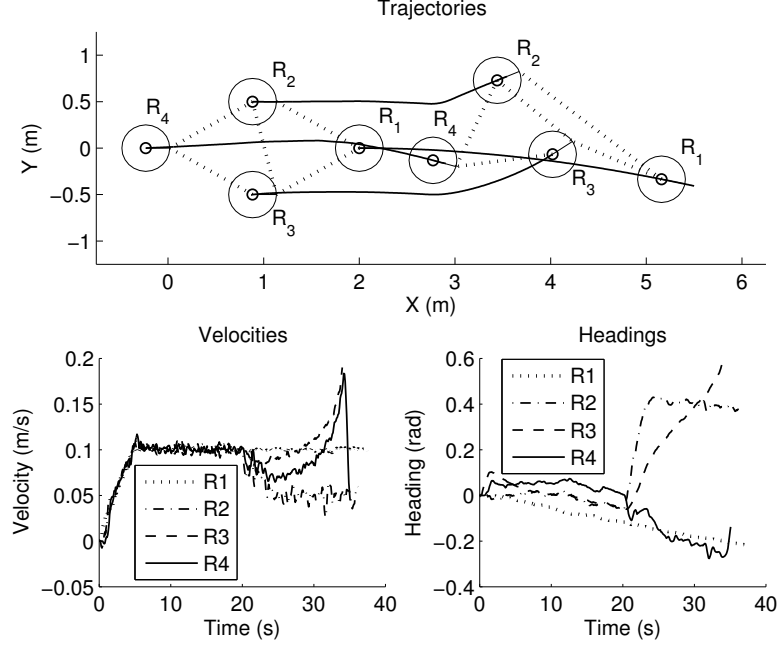 Trajectories
1
0.5
0
−0.5
−1
Y (m)
R4
R2
R3
R1
R4
R2
R3
R1
0
1
2
3
4
5
6
X (m)
Velocities
0.2
0.15
0.1
0.05
0
−0.05
Velocity (m/s)
R1
R2
R3
R4
0
10
20
30
40
Time (s)
Headings
0.6
0.4
0.2
0
−0.2
−0.4
Heading (rad)
R1
R2
R3
R4
0
10
20
30
40
Time (s)